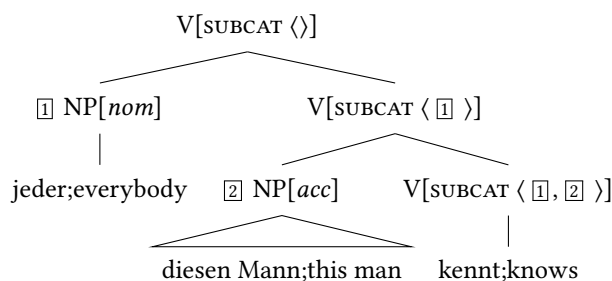 V[SUBCAT ⟨⟩]
1 NP[nom] V[SUBCAT ⟨ 1 ⟩]
jeder;everybody 2 NP[acc] V[SUBCAT ⟨ 1, 2 ⟩]
diesen Mann;this man kennt;knows